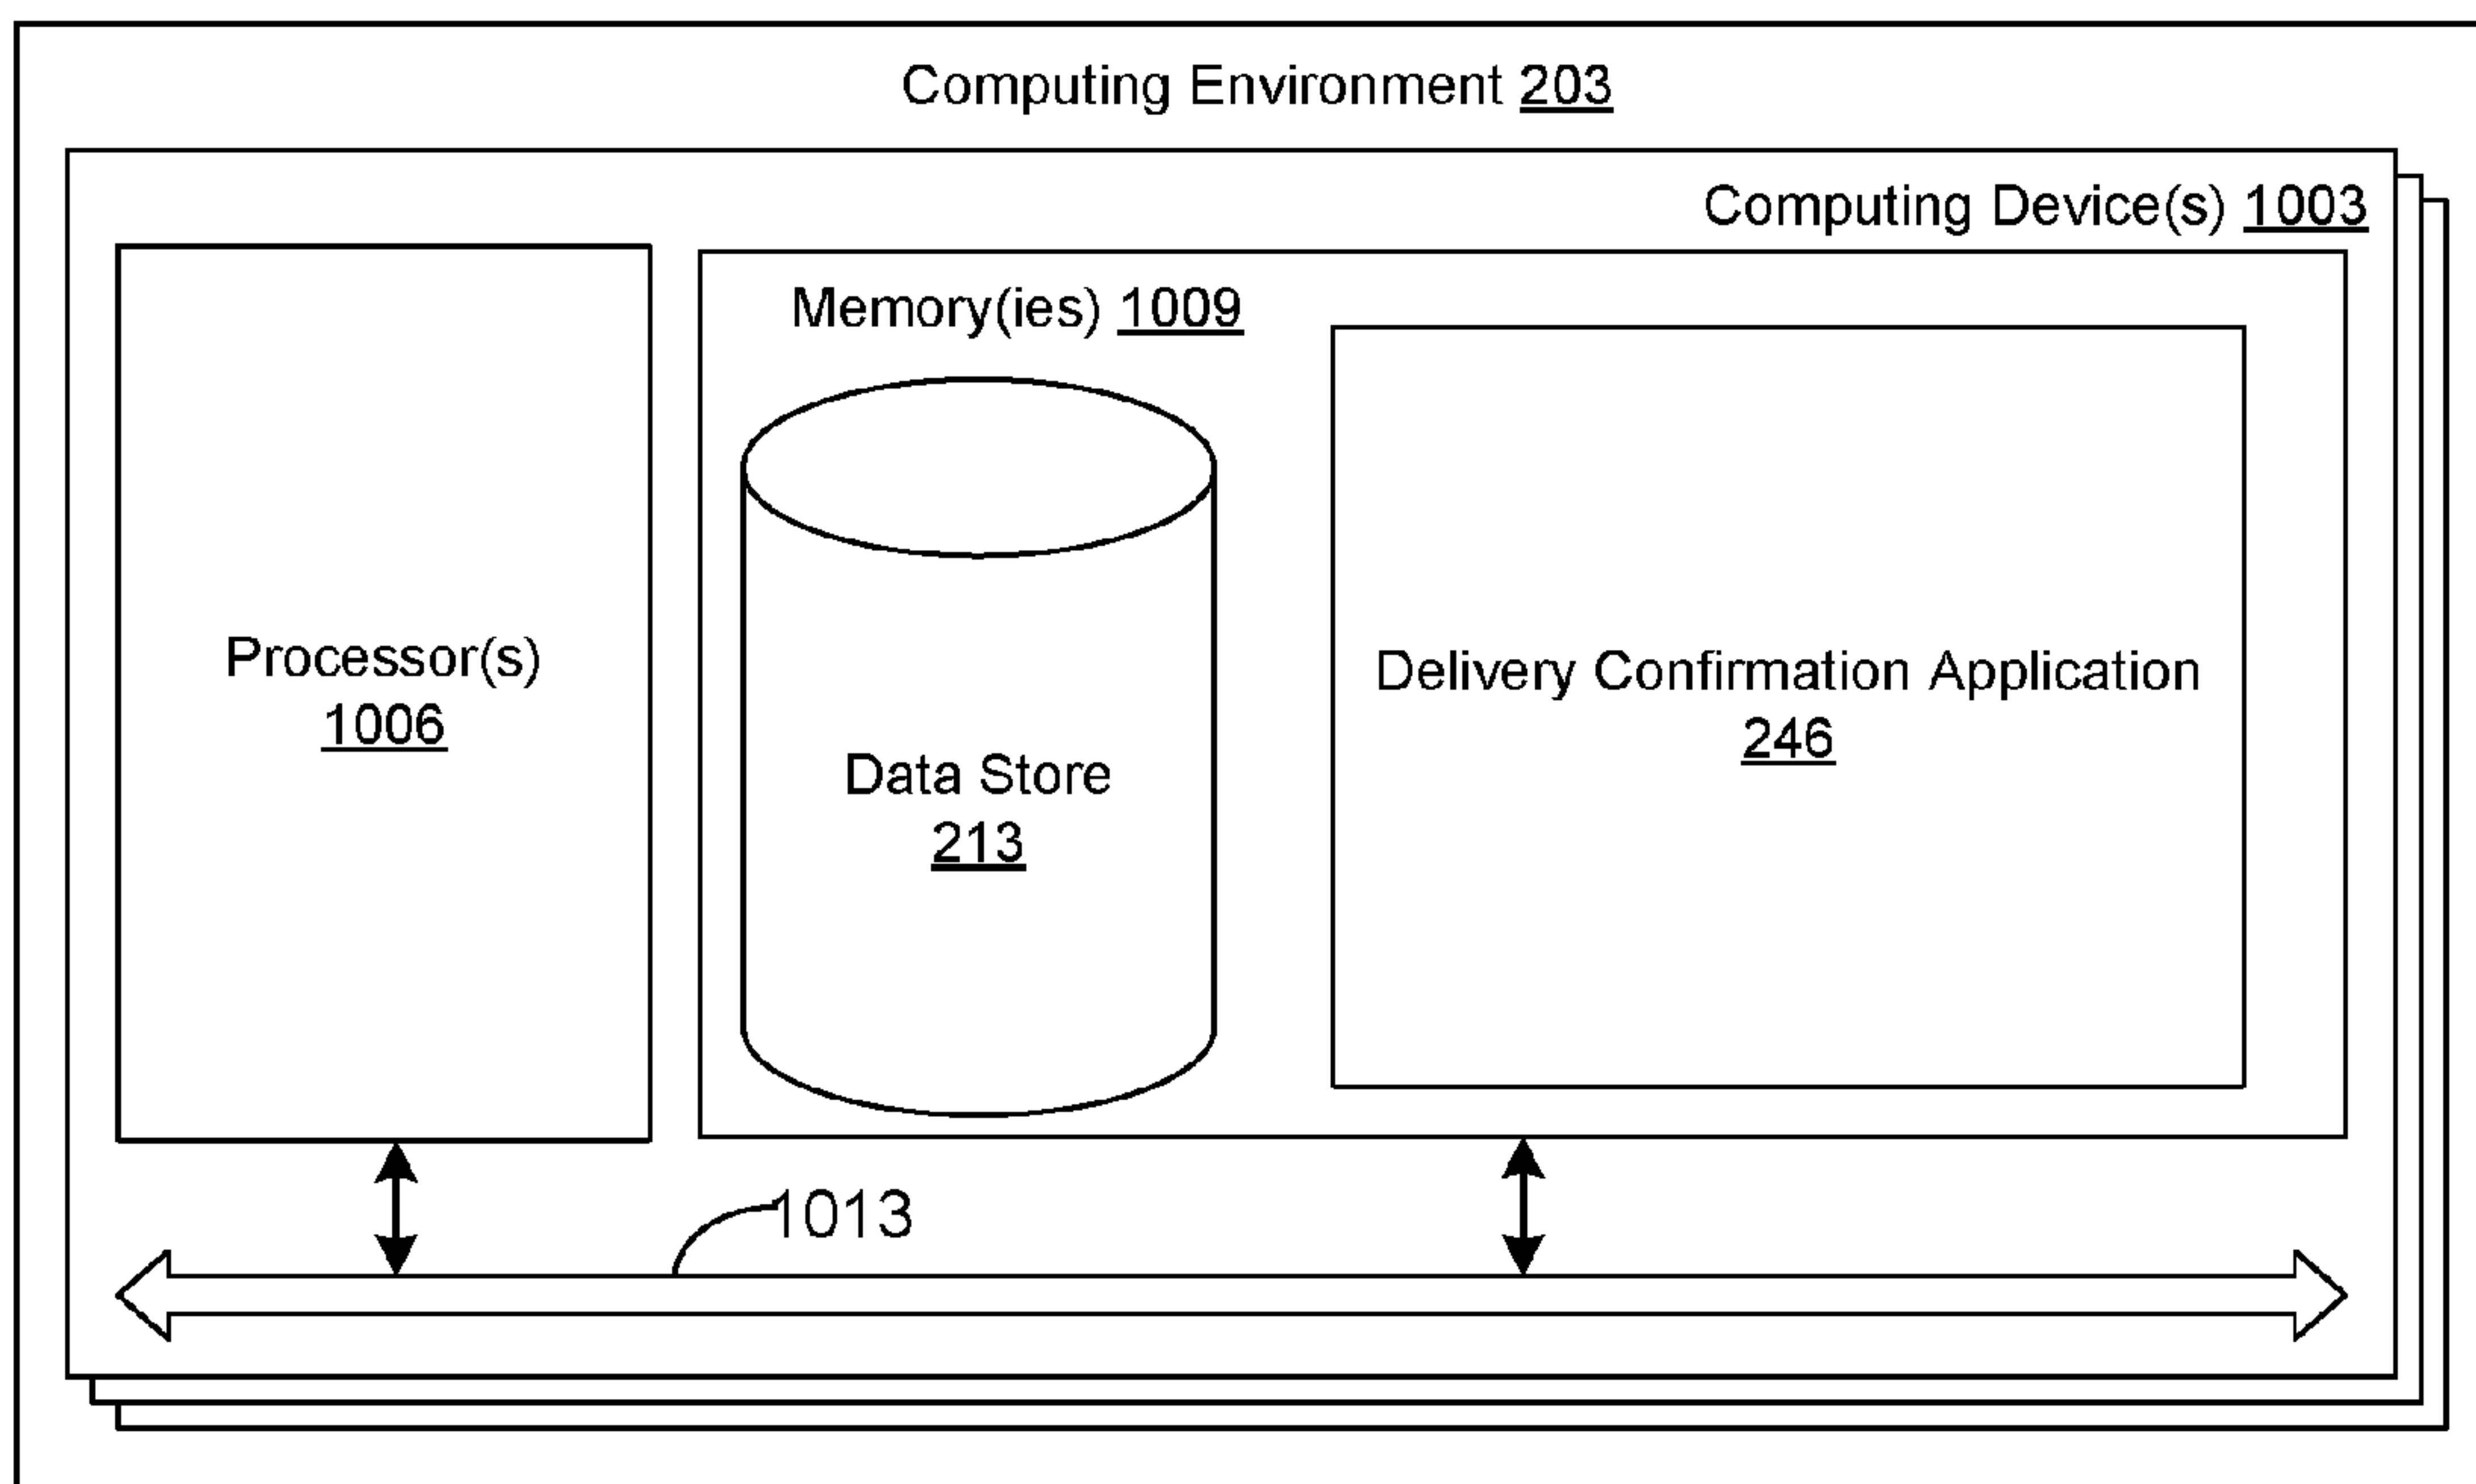 Computing Environment 203
Computing Device(s) 1003
Memory(ies) 1009
Processor(s)
1006
Data Store
213
Delivery Confirmation Application
246
1013